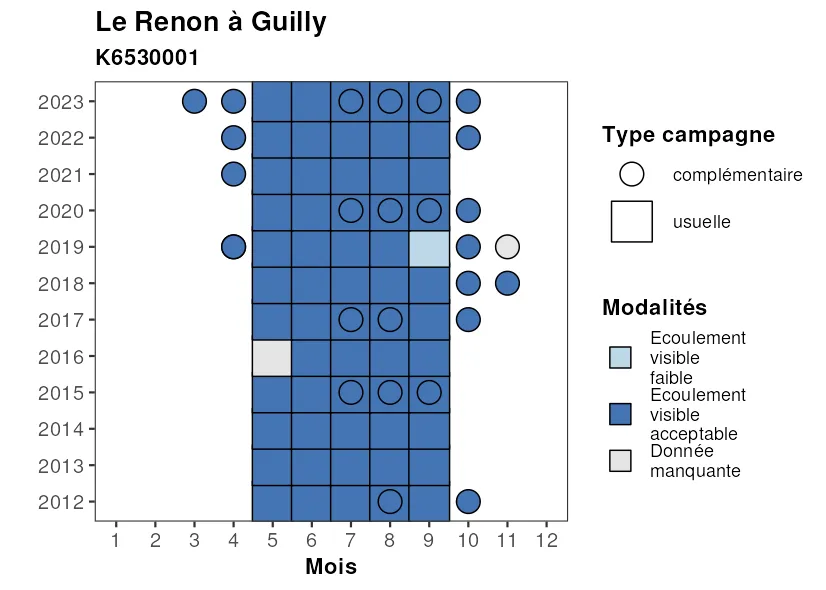 Le Renon à Guilly
K6530001
2023
2022
2021
2020
2019
2018
2017
2016
2015
2014
2013
2012
1 2 3 4 5 6 7 8 9 10 11 12
Mois
Type campagne
complémentaire
usuelle
Modalités
Ecoulement
visible
faible
Ecoulement
visible
acceptable
Donnée
manquante